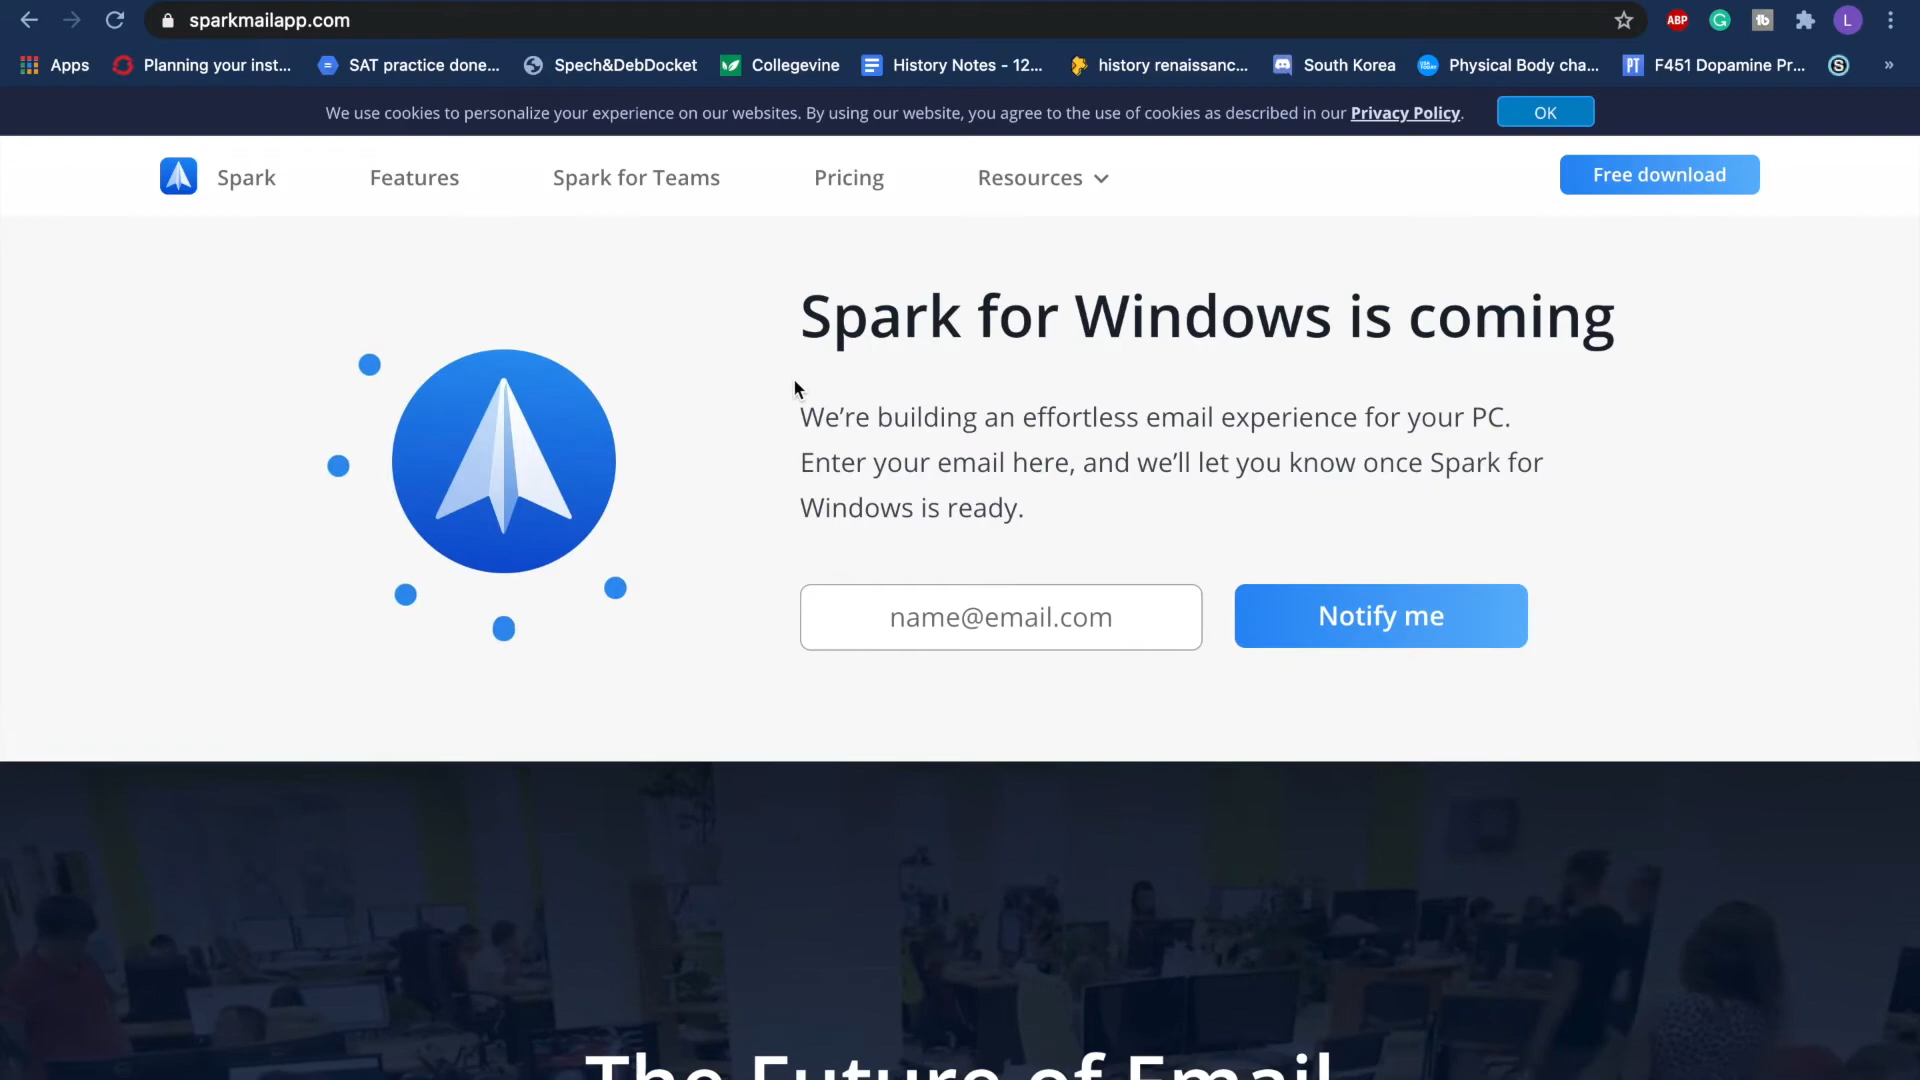 sparkmailapp.com
ABP
L
Apps
Planning your inst...
SAT practice done...
Spech&DebDocket
Collegevine
History Notes - 12...
history renaissanc...
South Korea
Physical Body cha...
PT
F451 Dopamine Pr...
S
»
We use cookies to personalize your experience on our websites. By using our website, you agree to the use of cookies as described in our Privacy Policy.
OK
Spark
Features
Spark for Teams
Pricing
Resources
Free download
Spark for Windows is coming
We’re building an effortless email experience for your PC.
Enter your email here, and we’ll let you know once Spark for
Windows is ready.
name@email.com
Notify me
The Future of Email